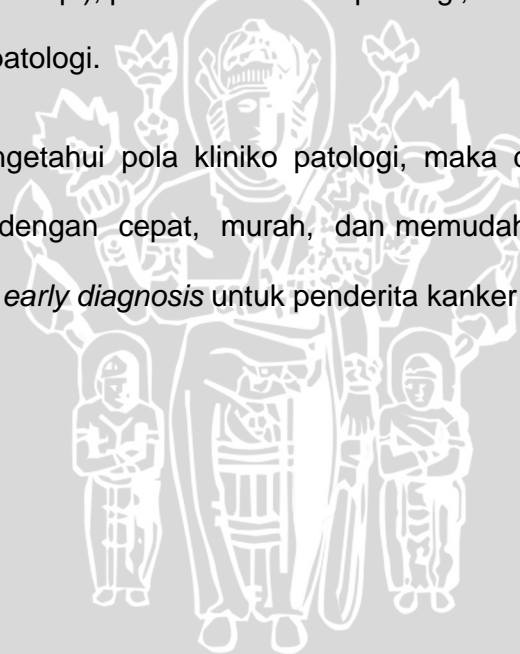 patologi.
ngetahui pola kliniko patologi, maka
dengan cepat, murah, dan memudah
early diagnosis untuk penderita kanker